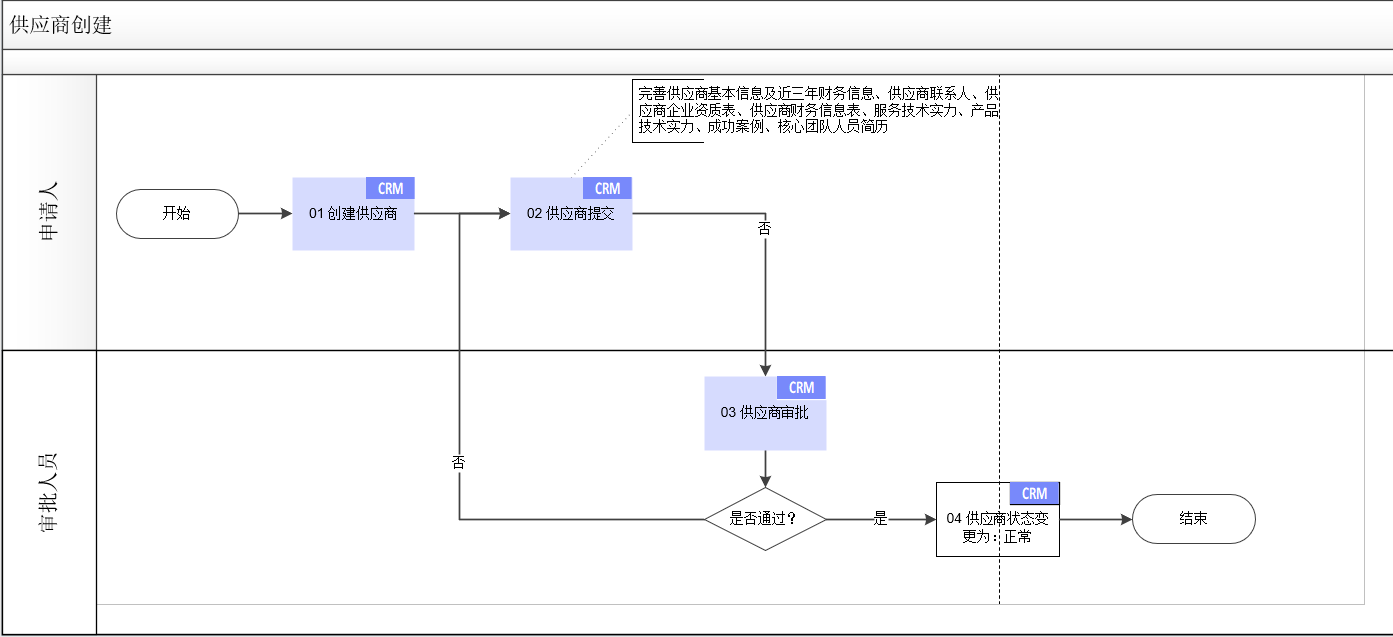 供应商创建
完善供应商基本信息及近三年财务信息、供应商联系人、供
应商企业资质表、供应商财务信息表、服务技术实力、产品
技术实力、成功案例、核心团队人员简历
申请人
开始
CRM
01 创建供应商
CRM
02 供应商提交
否
审批人员
CRM
03 供应商审批
否
是否通过？
是
CRM
04 供应商状态变
更为：正常
结束